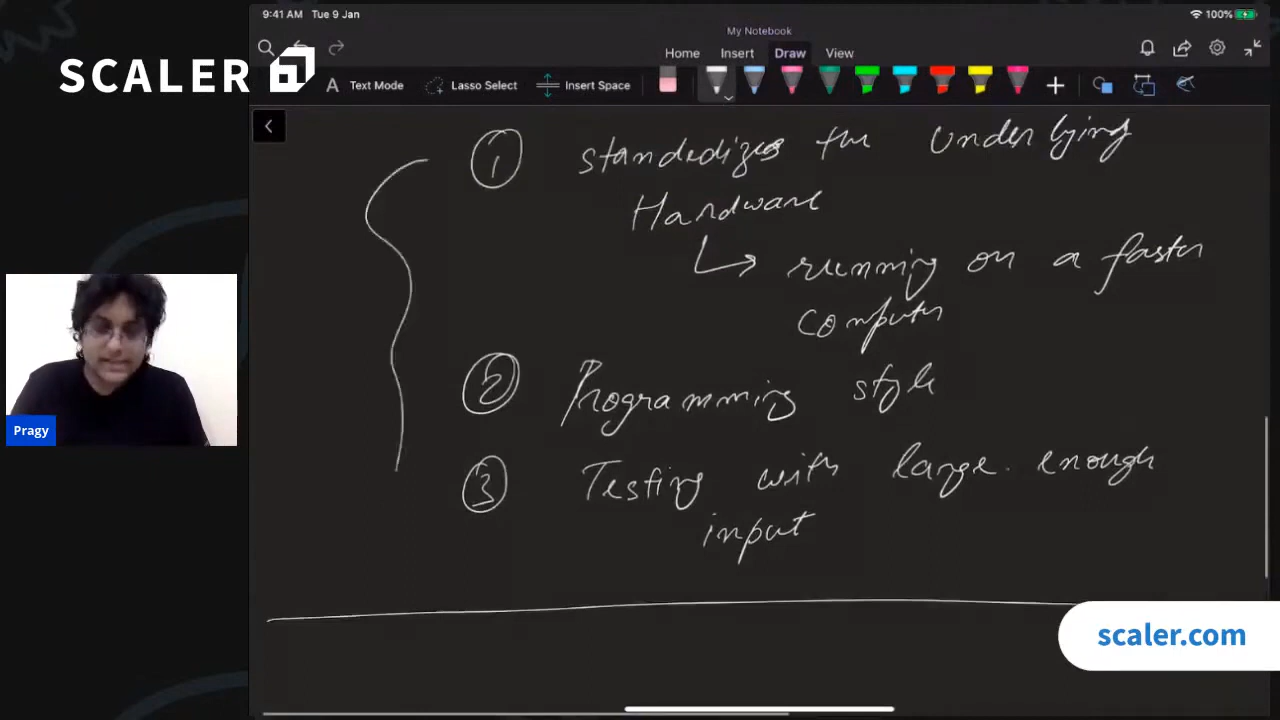 9:41 AM Tue 9 Jan
100%
My Notebook
SCALER
Home Insert Draw View
Text Mode Lasso Select Insert Space
1 standedizes the underlying
Hardware
running on a faster
computer
2 Programming style
3 Testing with large enough
input
Pragy
scaler.com